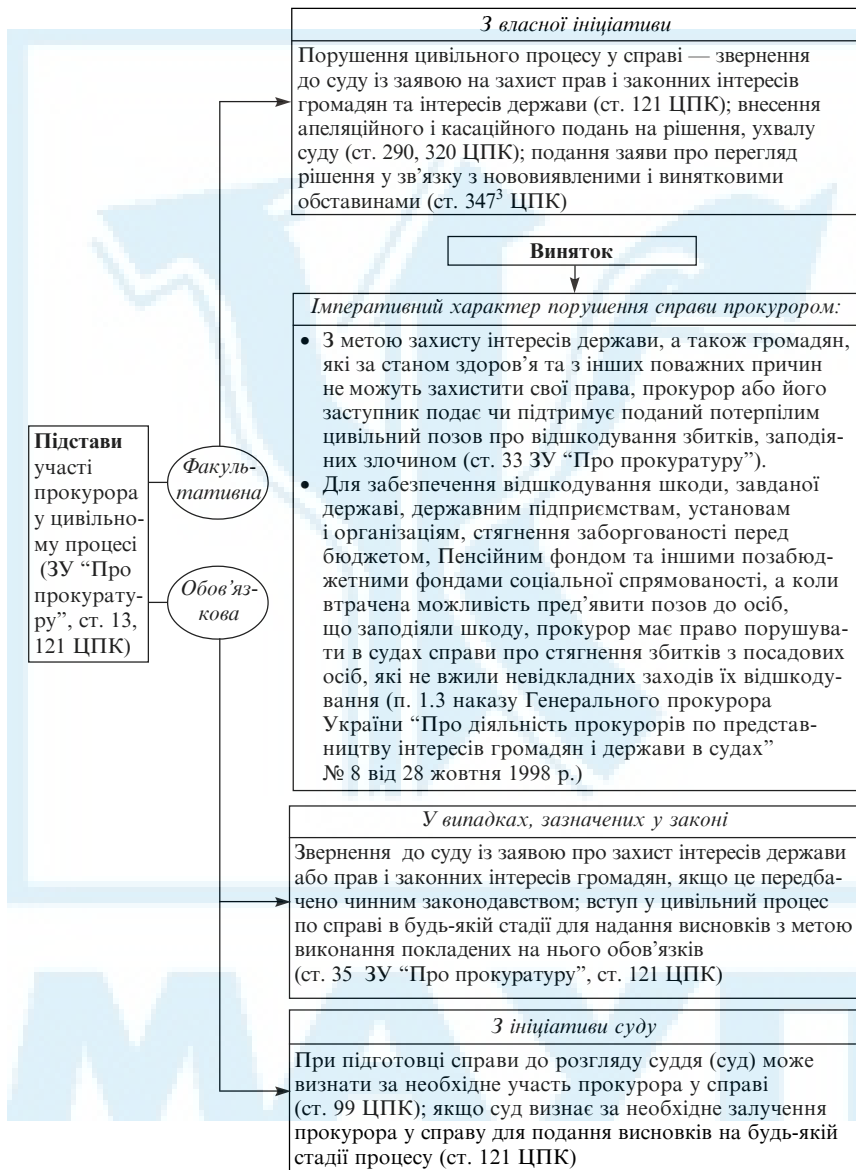 З власної ініціативи
Порушення цивільного процесу у справі — звернення
до суду із заявою на захист прав і законних інтересів
громадян та інтересів держави (ст. 121 ЦПК); внесення
апеляційного і касаційного подань на рішення, ухвалу
суду (ст. 290, 320 ЦПК); подання заяви про перегляд
рішення у зв’язку з нововиявленими і винятковими
обставинами (ст. 347³ ЦПК)
Виняток
Імперативний характер порушення справи прокурором:
• З метою захисту інтересів держави, а також громадян,
які за станом здоров’я та з інших поважних причин
не можуть захистити свої права, прокурор або його
заступник подає чи підтримує поданий потерпілим
цивільний позов про відшкодування збитків, заподія-
них злочином (ст. 33 ЗУ “Про прокуратуру”).
• Для забезпечення відшкодування шкоди, завданої
державі, державним підприємствам, установам
і організаціям, стягнення заборгованості перед
бюджетом, Пенсійним фондом та іншими позабюд-
жетними фондами соціальної спрямованості, а коли
втрачена можливість пред’явити позов до осіб,
що заподіяли шкоду, прокурор має право порушува-
ти в судах справи про стягнення збитків з посадових
осіб, які не вжили невідкладних заходів їх відшкоду-
вання (п. 1.3 наказу Генерального прокурора
України “Про діяльність прокурорів по представ-
ництву інтересів громадян і держави в судах”
№ 8 від 28 жовтня 1998 р.)
Підстави
участі
прокурора
у цивільно-
му процесі
(ЗУ “Про
прокурату-
ру”, ст. 13,
121 ЦПК)
Факуль-
тативна
Обов’яз-
кова
У випадках, зазначених у законі
Звернення до суду із заявою про захист інтересів держави
або прав і законних інтересів громадян, якщо це передба-
чено чинним законодавством; вступ у цивільний процес
по справі в будь-якій стадії для надання висновків з метою
виконання покладених на нього обов’язків
(ст. 35 ЗУ “Про прокуратуру”, ст. 121 ЦПК)
З ініціативи суду
При підготовці справи до розгляду суддя (суд) може
визнати за необхідне участь прокурора у справі
(ст. 99 ЦПК); якщо суд визнає за необхідне залучення
прокурора у справу для подання висновків на будь-якій
стадії процесу (ст. 121 ЦПК)
МАУП